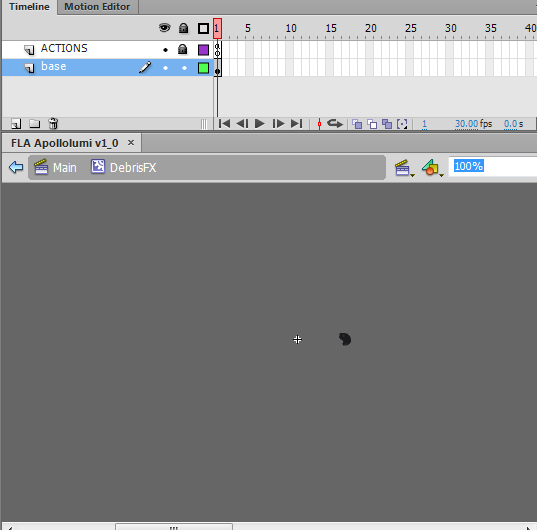 Timeline Motion Editor
1 5 10 15 20 25 30 35 40
ACTIONS
base
1 30.00 fps 0.0 s
FLA Apollolumi v1_0 ×
Main DebrisFX 100%